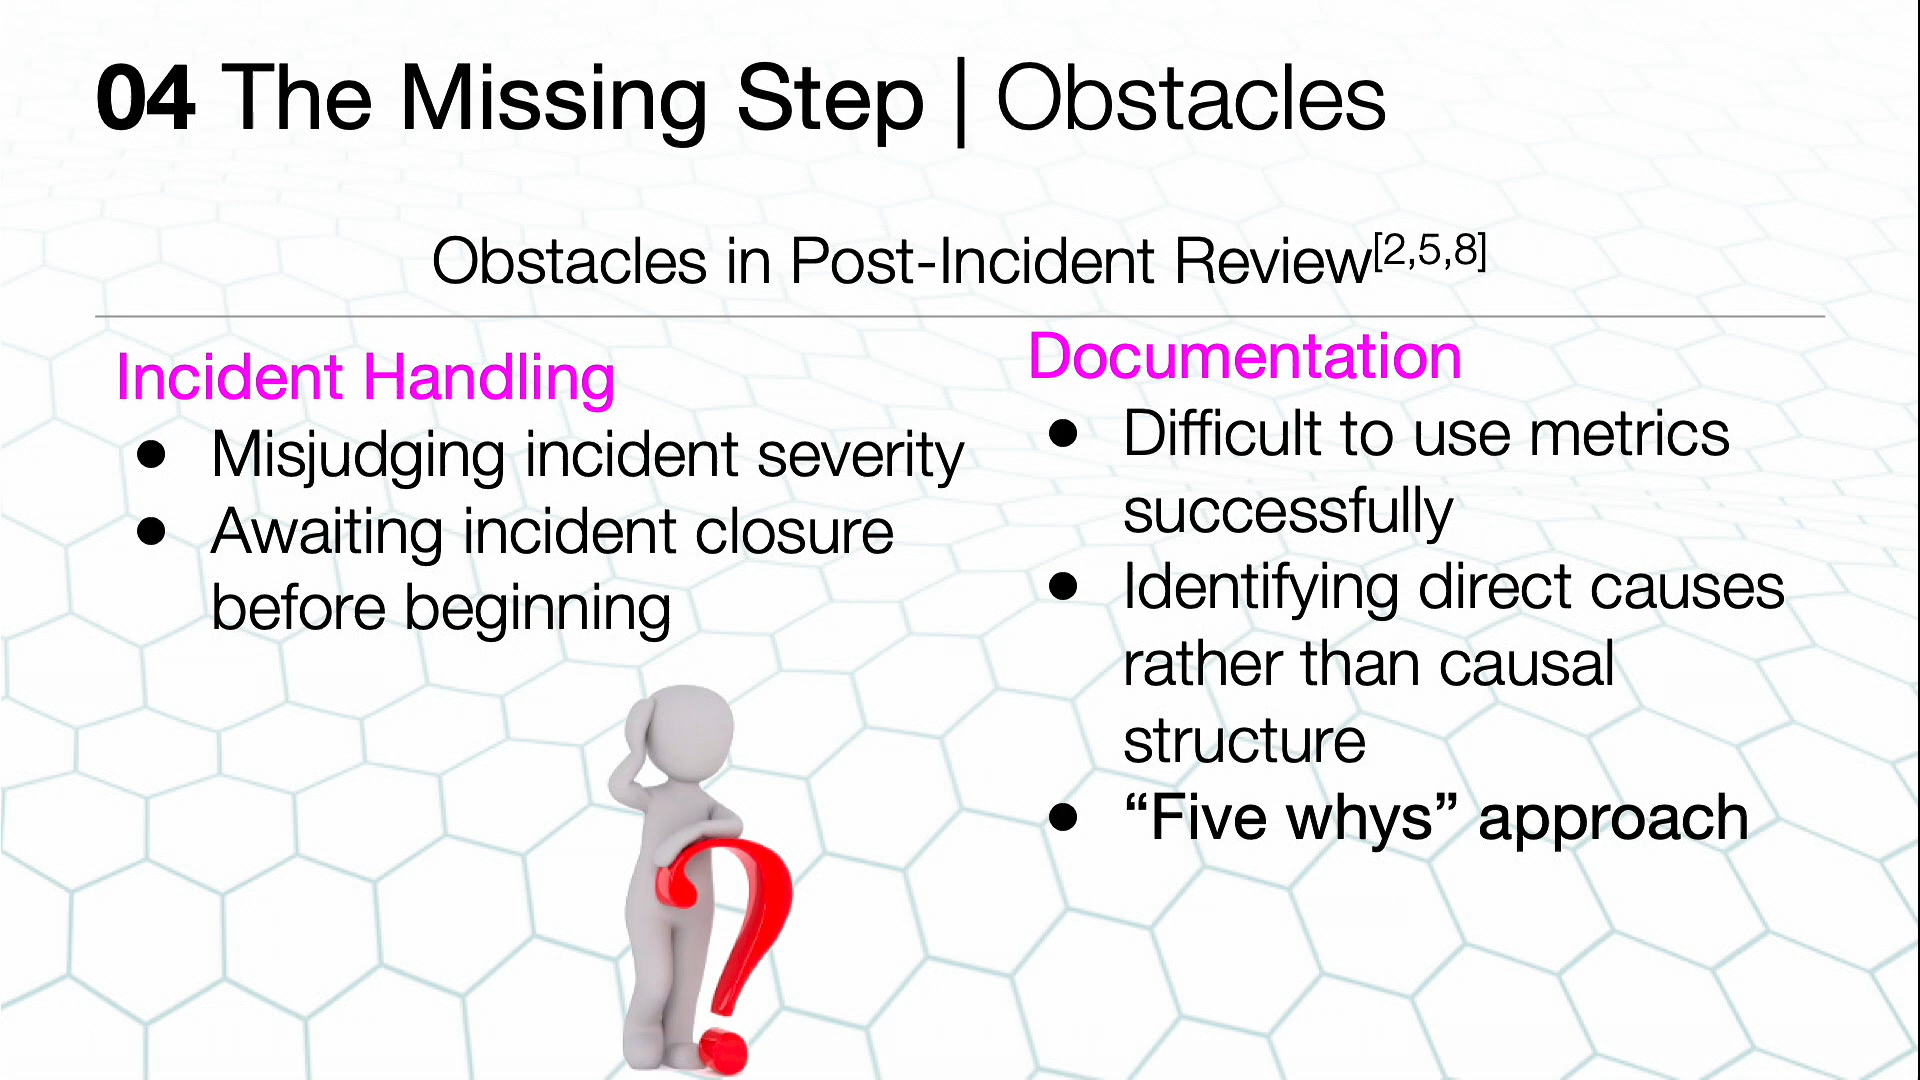 04 The Missing Step | Obstacles
Obstacles in Post-Incident Review[2,5,8]
Incident Handling
● Misjudging incident severity
● Awaiting incident closure
before beginning
Documentation
● Difficult to use metrics
successfully
● Identifying direct causes
rather than causal
structure
● “Five whys” approach